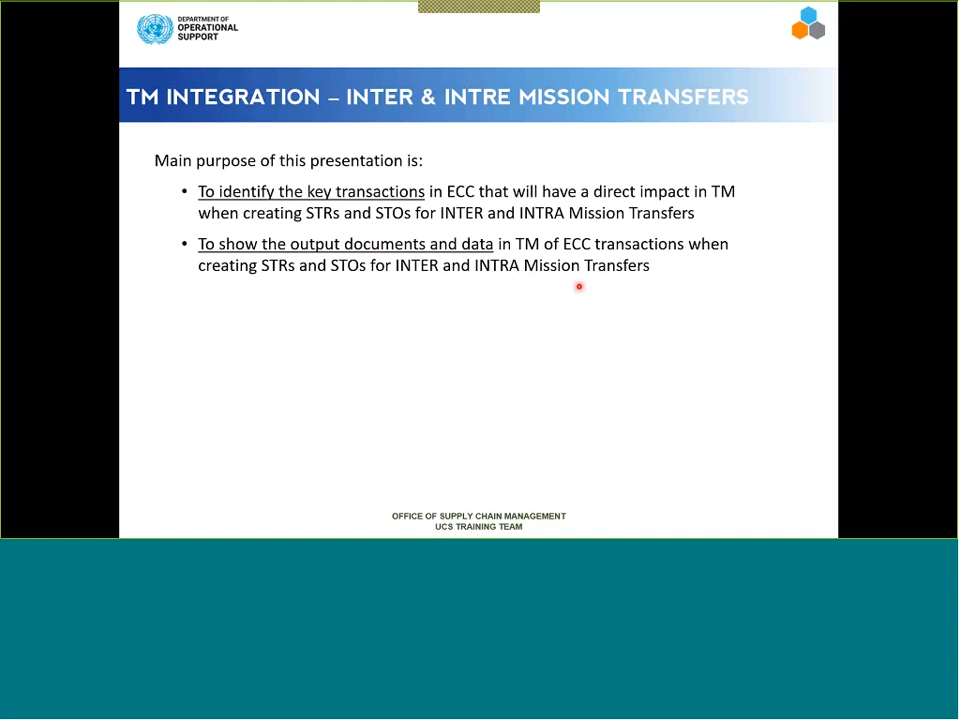 DEPARTMENT OF
OPERATIONAL
SUPPORT
TM INTEGRATION – INTER & INTRE MISSION TRANSFERS
Main purpose of this presentation is:
• To identify the key transactions in ECC that will have a direct impact in TM
when creating STRs and STOs for INTER and INTRA Mission Transfers
• To show the output documents and data in TM of ECC transactions when
creating STRs and STOs for INTER and INTRA Mission Transfers
OFFICE OF SUPPLY CHAIN MANAGEMENT
UCS TRAINING TEAM